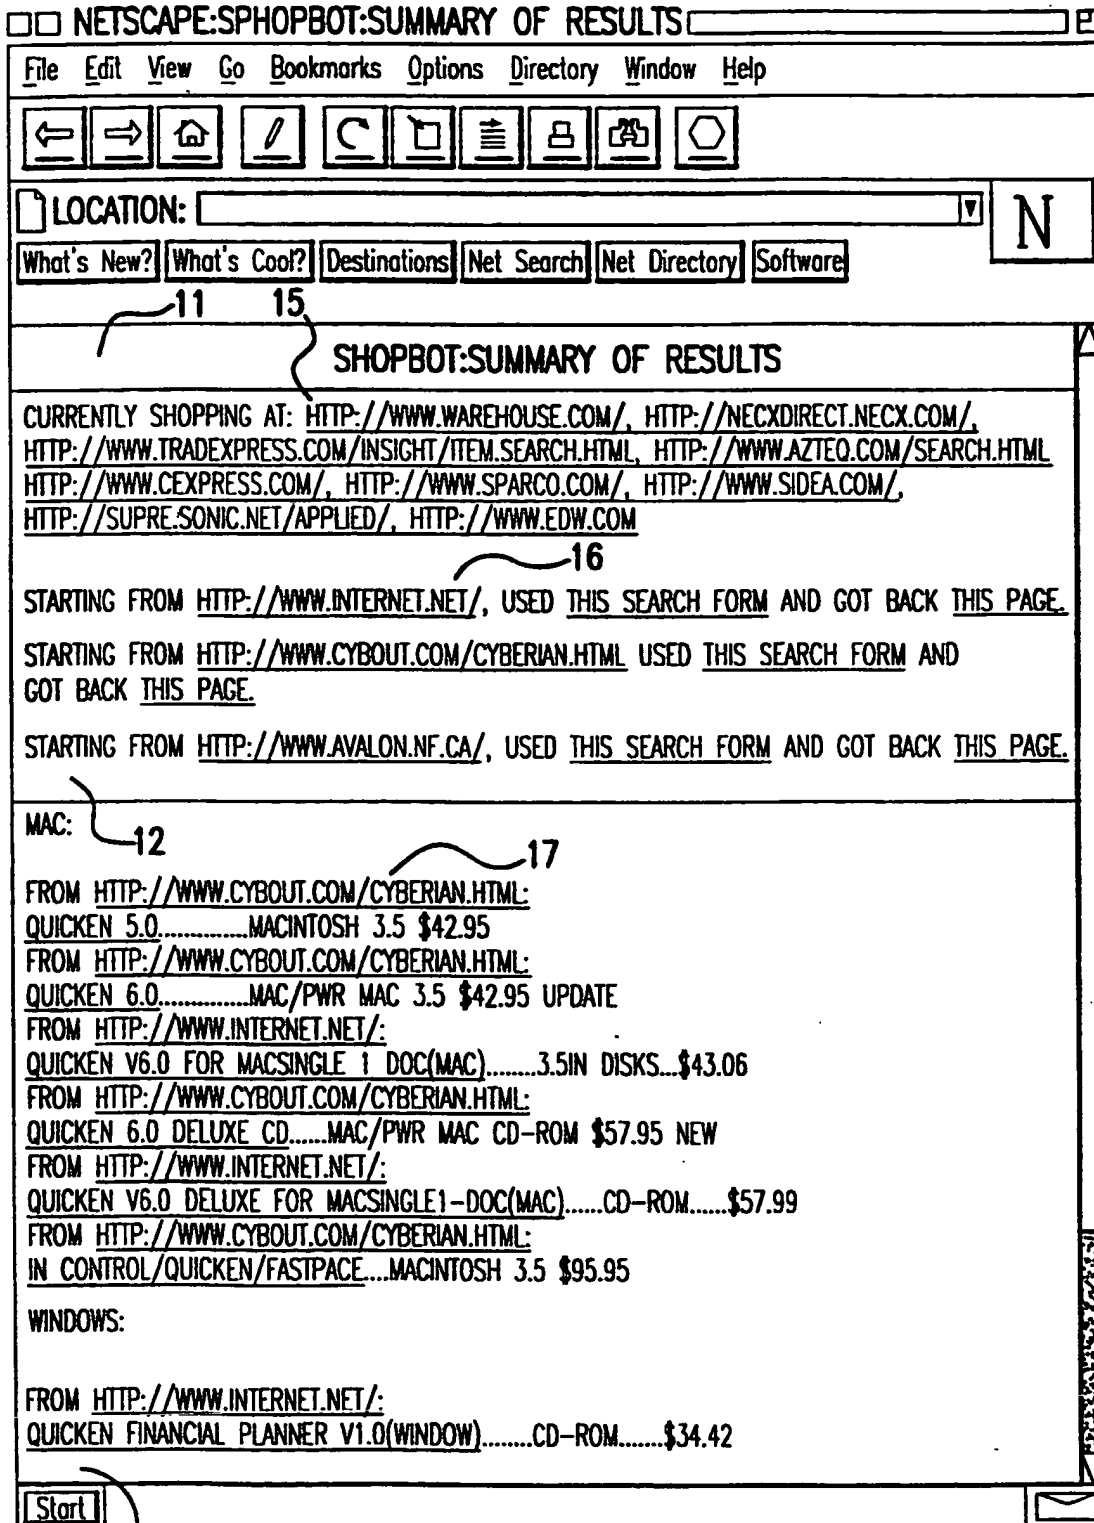 NETSCAPE:SPHOPBOT:SUMMARY OF RESULTS
File Edit View Go Bookmarks Options Directory Window Help
LOCATION:
N
What's New? What's Cool? Destinations Net Search Net Directory Software
11 15
SHOPBOT:SUMMARY OF RESULTS
CURRENTLY SHOPPING AT: HTTP://WWW.WAREHOUSE.COM/, HTTP://NECXDIRECT.NECX.COM/,
HTTP://WWW.TRADEXPRESS.COM/INSIGHT/ITEM.SEARCH.HTML, HTTP://WWW.AZTEQ.COM/SEARCH.HTML
HTTP://WWW.CEXPRESS.COM/, HTTP://WWW.SPARCO.COM/, HTTP://WWW.SIDEA.COM/,
HTTP://SUPRE.SONIC.NET/APPLIED/, HTTP://WWW.EDW.COM
16
STARTING FROM HTTP://WWW.INTERNET.NET/, USED THIS SEARCH FORM AND GOT BACK THIS PAGE.
STARTING FROM HTTP://WWW.CYBOUT.COM/CYBERIAN.HTML USED THIS SEARCH FORM AND
GOT BACK THIS PAGE.
STARTING FROM HTTP://WWW.AVALON.NF.CA/, USED THIS SEARCH FORM AND GOT BACK THIS PAGE.
MAC:
12
17
FROM HTTP://WWW.CYBOUT.COM/CYBERIAN.HTML:
QUICKEN 5.0..............MACINTOSH 3.5 $42.95
FROM HTTP://WWW.CYBOUT.COM/CYBERIAN.HTML:
QUICKEN 6.0..............MAC/PWR MAC 3.5 $42.95 UPDATE
FROM HTTP://WWW.INTERNET.NET/:
QUICKEN V6.0 FOR MACSINGLE 1 DOC(MAC)........3.5IN DISKS...$43.06
FROM HTTP://WWW.CYBOUT.COM/CYBERIAN.HTML:
QUICKEN 6.0 DELUXE CD......MAC/PWR MAC CD-ROM $57.95 NEW
FROM HTTP://WWW.INTERNET.NET/:
QUICKEN V6.0 DELUXE FOR MACSINGLE1-DOC(MAC)......CD-ROM......$57.99
FROM HTTP://WWW.CYBOUT.COM/CYBERIAN.HTML:
IN CONTROL/QUICKEN/FASTPACE....MACINTOSH 3.5 $95.95
WINDOWS:
FROM HTTP://WWW.INTERNET.NET/:
QUICKEN FINANCIAL PLANNER V1.0(WINDOW)........CD-ROM.......$34.42
Start